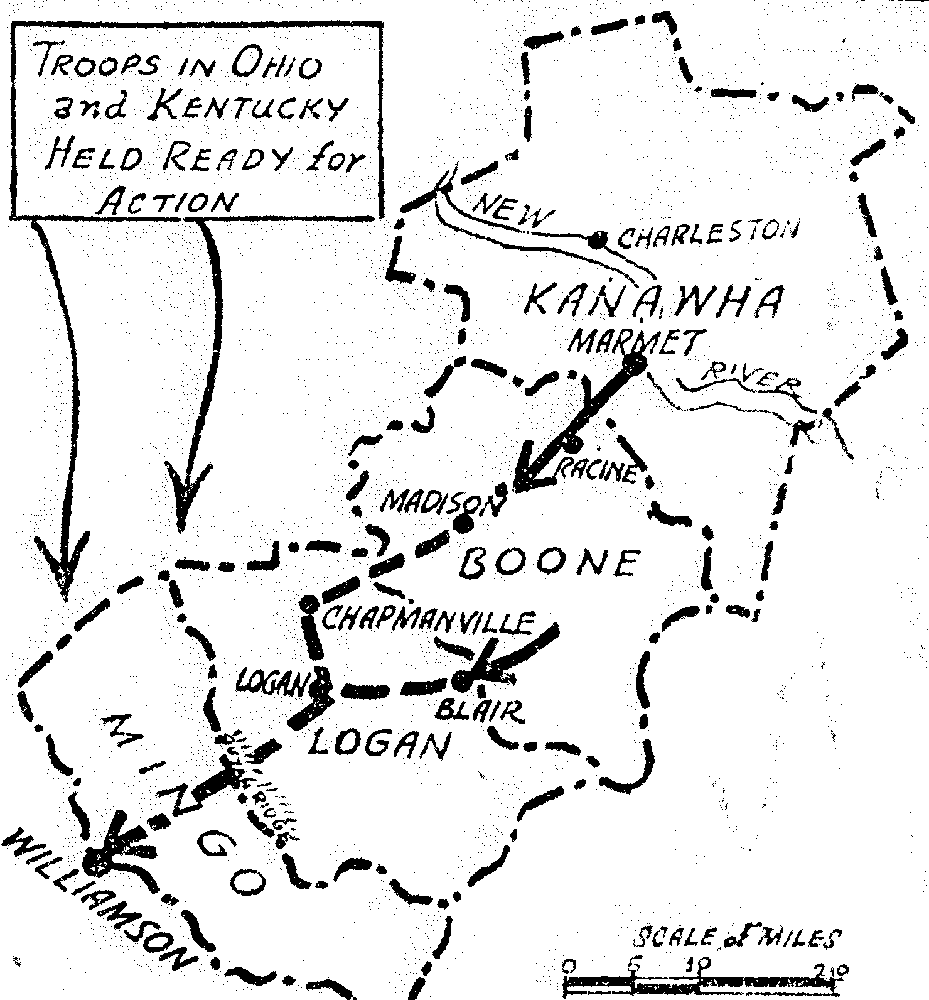 TROOPS IN OHIO
and KENTUCKY
HELD READY for
ACTION
NEW
CHARLESTON
KANAWHA
MARMET
RIVER
RACINE
MADISON
BOONE
CHAPMANVILLE
LOGAN
BLAIR
LOGAN
MINGO
RIDGE
WILLIAMSON
SCALE of MILES
0 5 10 20